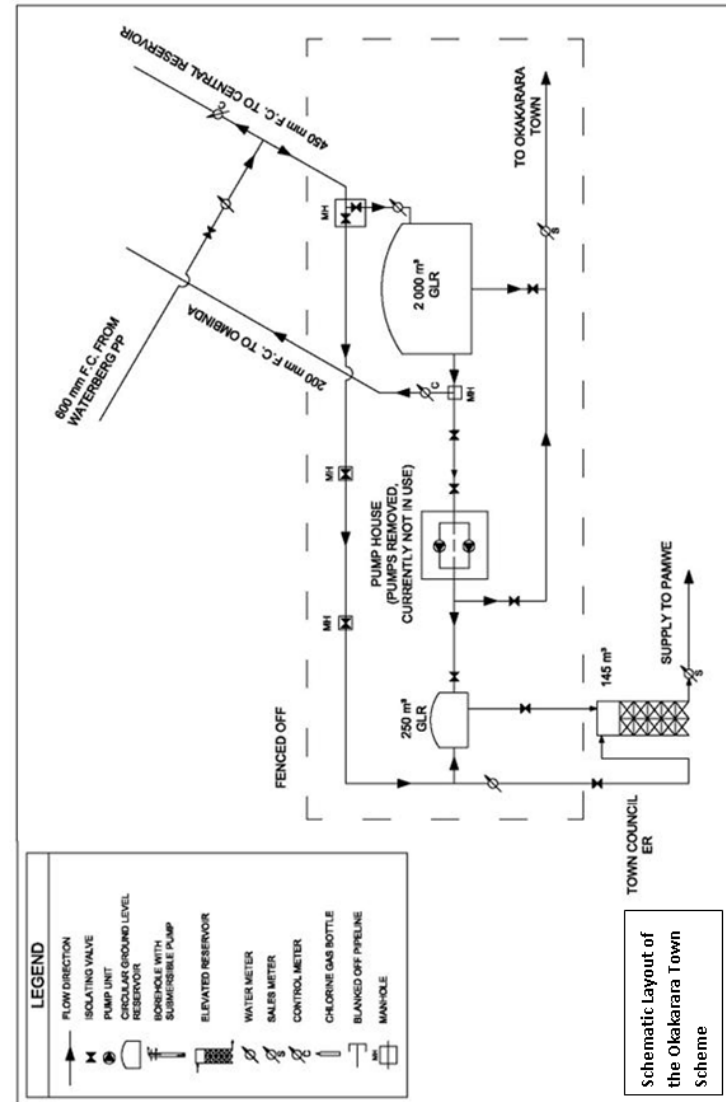 450 mm F.C. TO CENTRAL RESERVOIR
C
600 mm F.C. FROM
WATERBERG PP
200 mm F.C. TO OMBINDA
MH
2 000 m³
GLR
C
MH
TO OKAKARARA
TOWN
S
MH
MH
PUMP HOUSE
(PUMPS REMOVED,
CURRENTLY NOT IN USE)
FENCED OFF
250 m³
GLR
145 m³
SUPPLY TO PAMWE
S
TOWN COUNCIL
ER
LEGEND
FLOW DIRECTION
ISOLATING VALVE
PUMP UNIT
CIRCULAR GROUND LEVEL
RESERVOIR
BOREHOLE WITH
SUBMERSIBLE PUMP
ELEVATED RESERVOIR
WATER METER
S
SALES METER
C
CONTROL METER
CHLORINE GAS BOTTLE
BLANKED OFF PIPELINE
MH
MANHOLE
Schematic Layout of
the Okakarara Town
Scheme